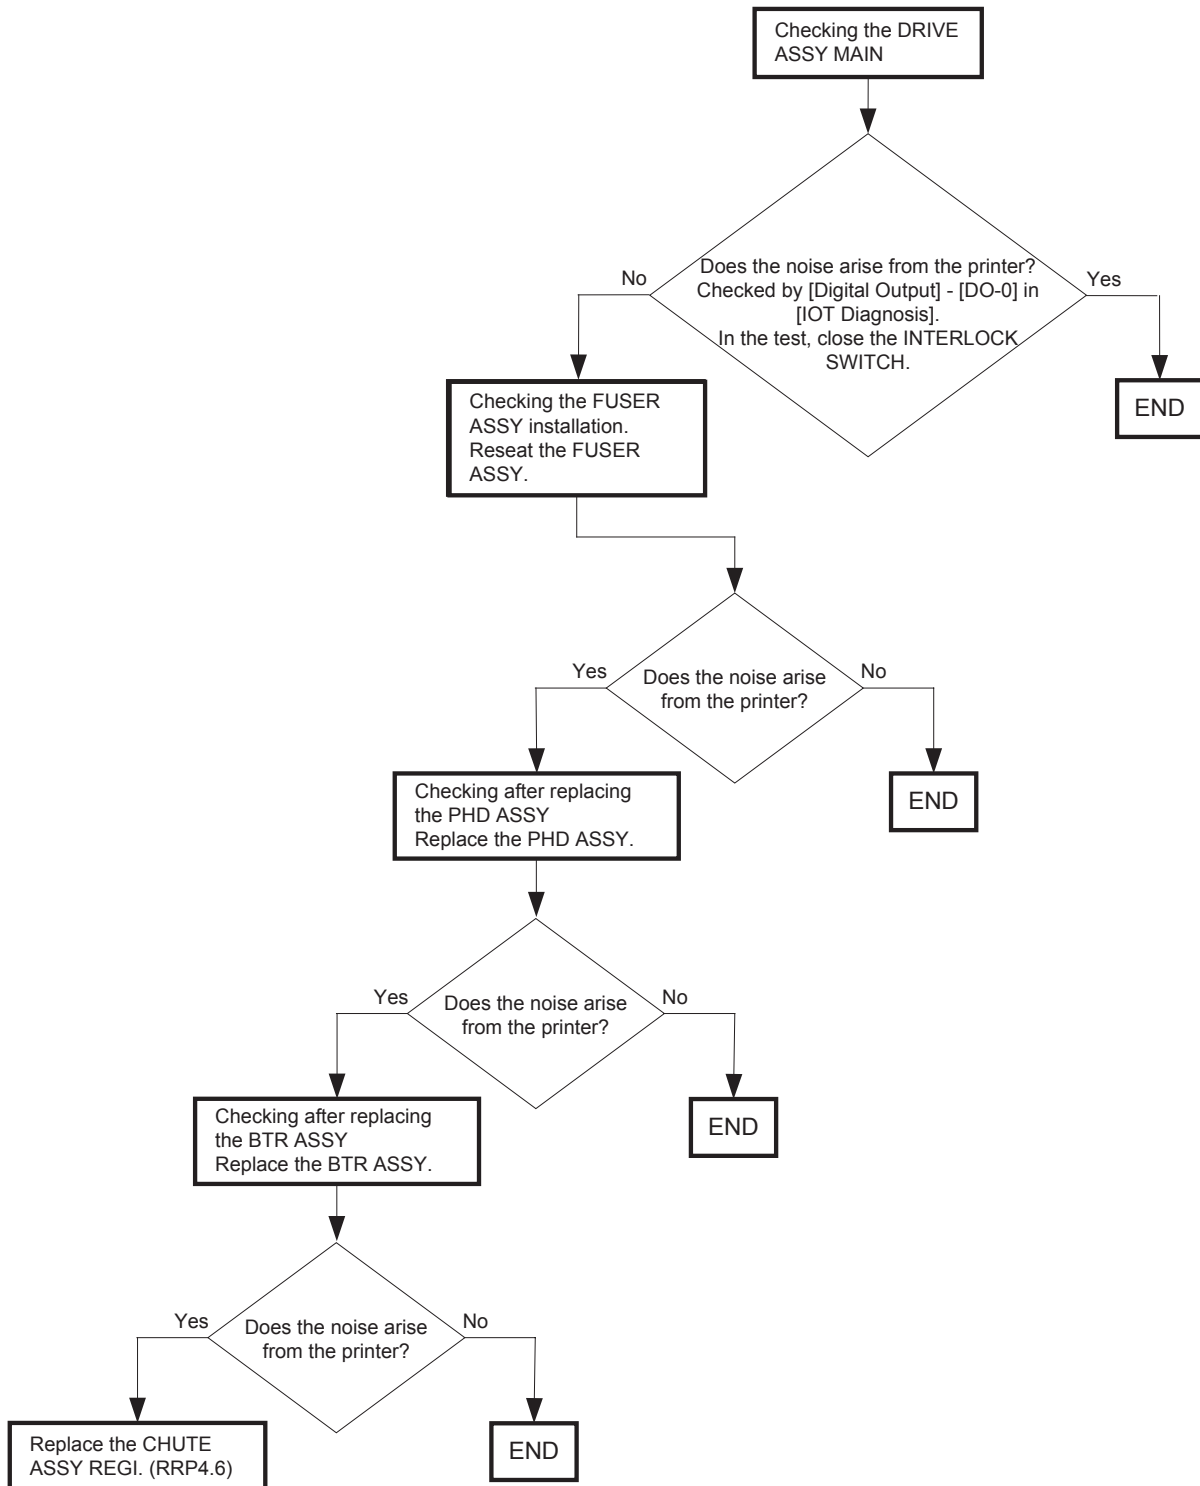 Checking the DRIVE
ASSY MAIN
Does the noise arise from the printer?
Checked by [Digital Output] - [DO-0] in
[IOT Diagnosis].
In the test, close the INTERLOCK
SWITCH.
No
Yes
Checking the FUSER
ASSY installation.
Reseat the FUSER
ASSY.
END
Does the noise arise
from the printer?
Yes
No
Checking after replacing
the PHD ASSY
Replace the PHD ASSY.
END
Does the noise arise
from the printer?
Yes
No
Checking after replacing
the BTR ASSY
Replace the BTR ASSY.
END
Does the noise arise
from the printer?
Yes
No
Replace the CHUTE
ASSY REGI. (RRP4.6)
END